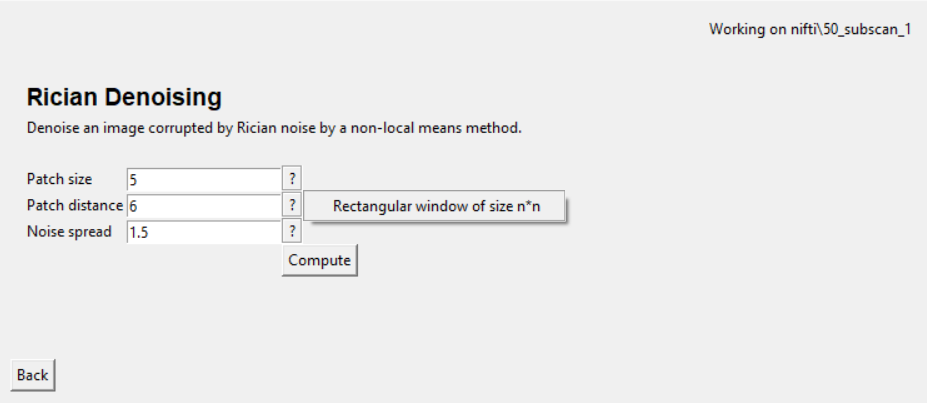 Working on nifti\50_subscan_1
Rician Denoising
Denoise an image corrupted by Rician noise by a non-local means method.
Patch size 5 ?
Patch distance 6 ? Rectangular window of size n*n
Noise spread 1.5 ?
Compute
Back